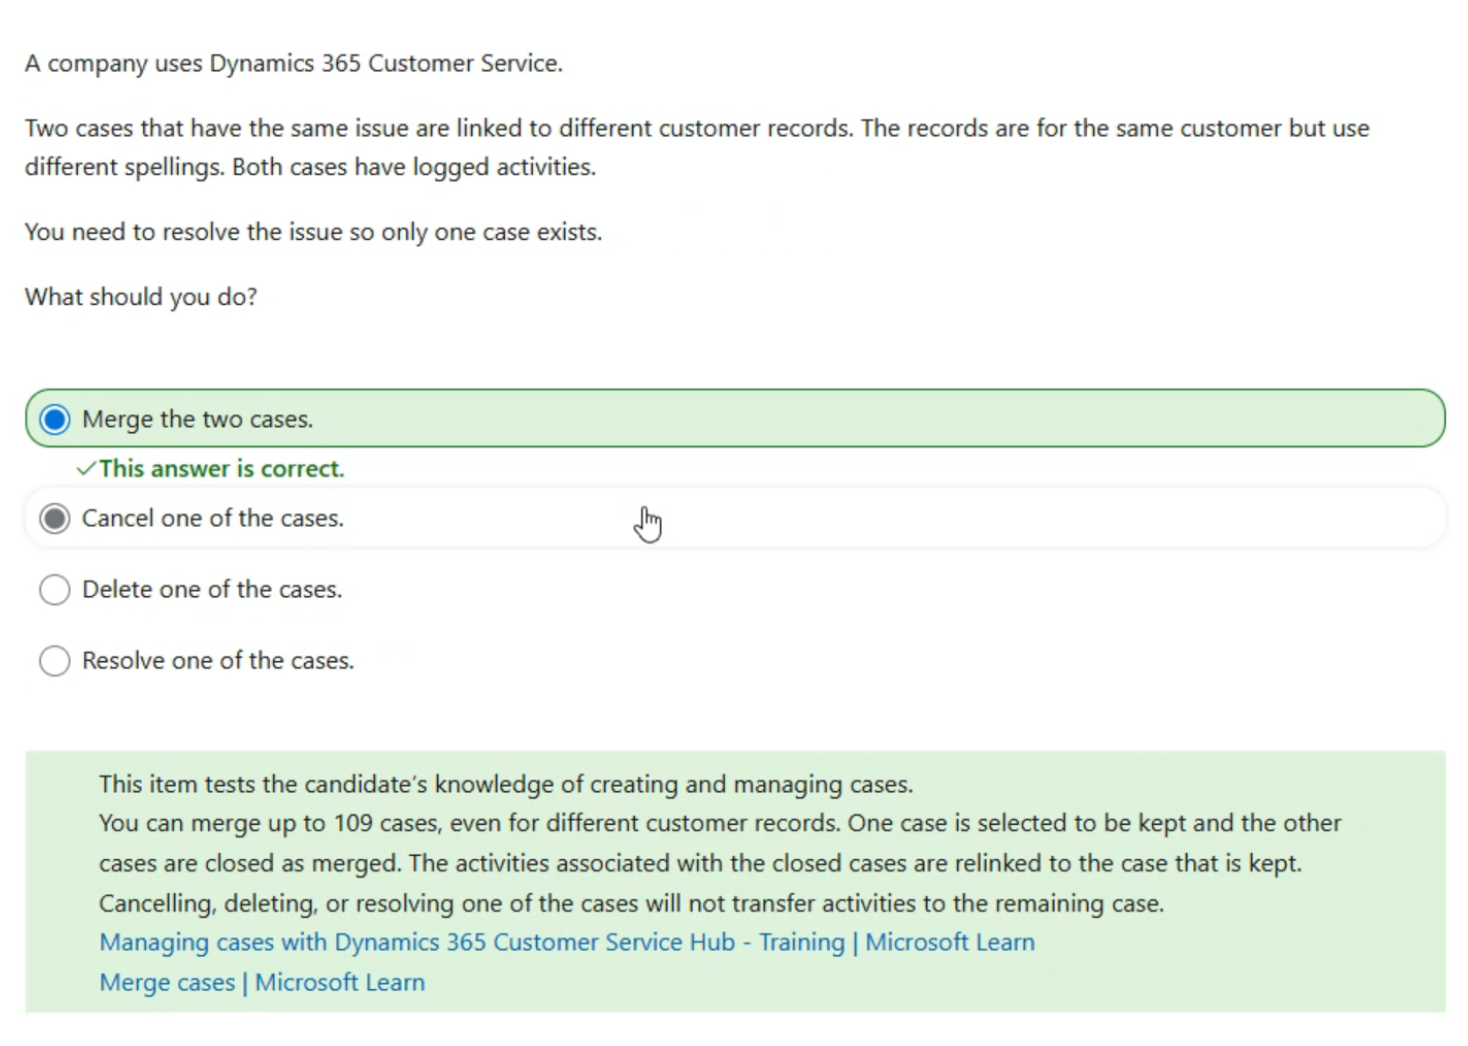 A company uses Dynamics 365 Customer Service.
Two cases that have the same issue are linked to different customer records. The records are for the same customer but use
different spellings. Both cases have logged activities.
You need to resolve the issue so only one case exists.
What should you do?
Merge the two cases.
✓This answer is correct.
Cancel one of the cases.
Delete one of the cases.
Resolve one of the cases.
This item tests the candidate's knowledge of creating and managing cases.
You can merge up to 109 cases, even for different customer records. One case is selected to be kept and the other
cases are closed as merged. The activities associated with the closed cases are relinked to the case that is kept.
Cancelling, deleting, or resolving one of the cases will not transfer activities to the remaining case.
Managing cases with Dynamics 365 Customer Service Hub - Training | Microsoft Learn
Merge cases | Microsoft Learn